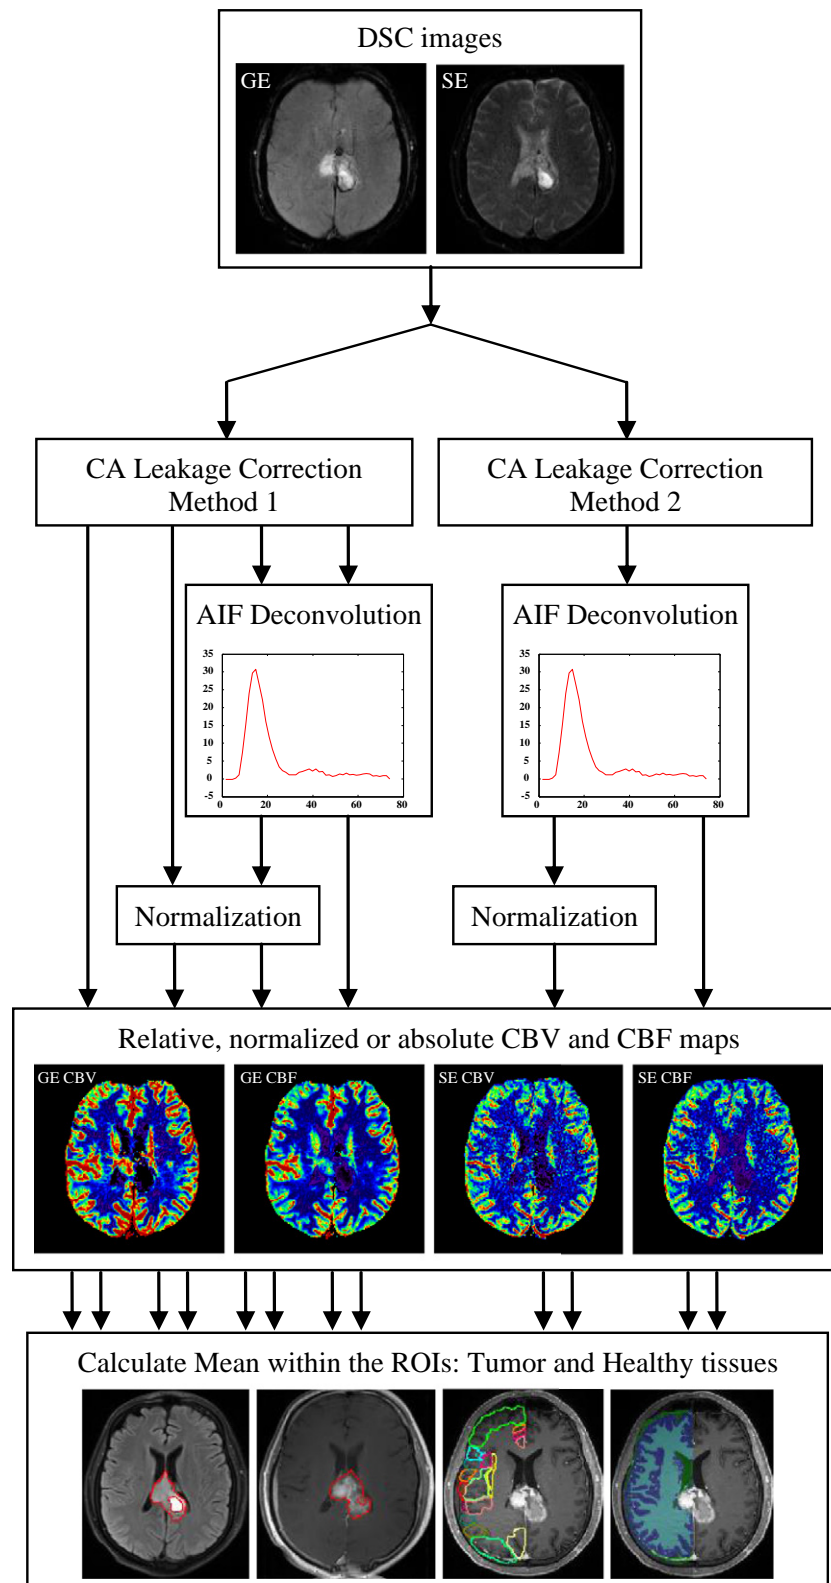 DSC images
GE
SE
CA Leakage Correction
Method 1
CA Leakage Correction
Method 2
AIF Deconvolution
35
30
25
20
15
10
5
0
-5
0
20
40
60
80
AIF Deconvolution
35
30
25
20
15
10
5
0
-5
0
20
40
60
80
Normalization
Normalization
Relative, normalized or absolute CBV and CBF maps
GE CBV
GE CBF
SE CBV
SE CBF
Calculate Mean within the ROIs: Tumor and Healthy tissues